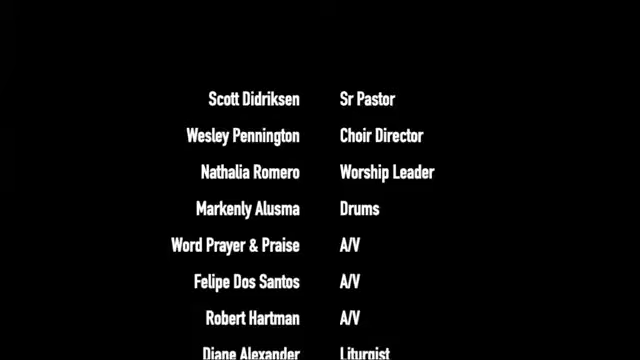 Scott Didriksen Sr Pastor
Wesley Pennington Choir Director
Nathalia Romero Worship Leader
Markenly Alusma Drums
Word Prayer & Praise A/V
Felipe Dos Santos A/V
Robert Hartman A/V
Diane Alexander Liturgist